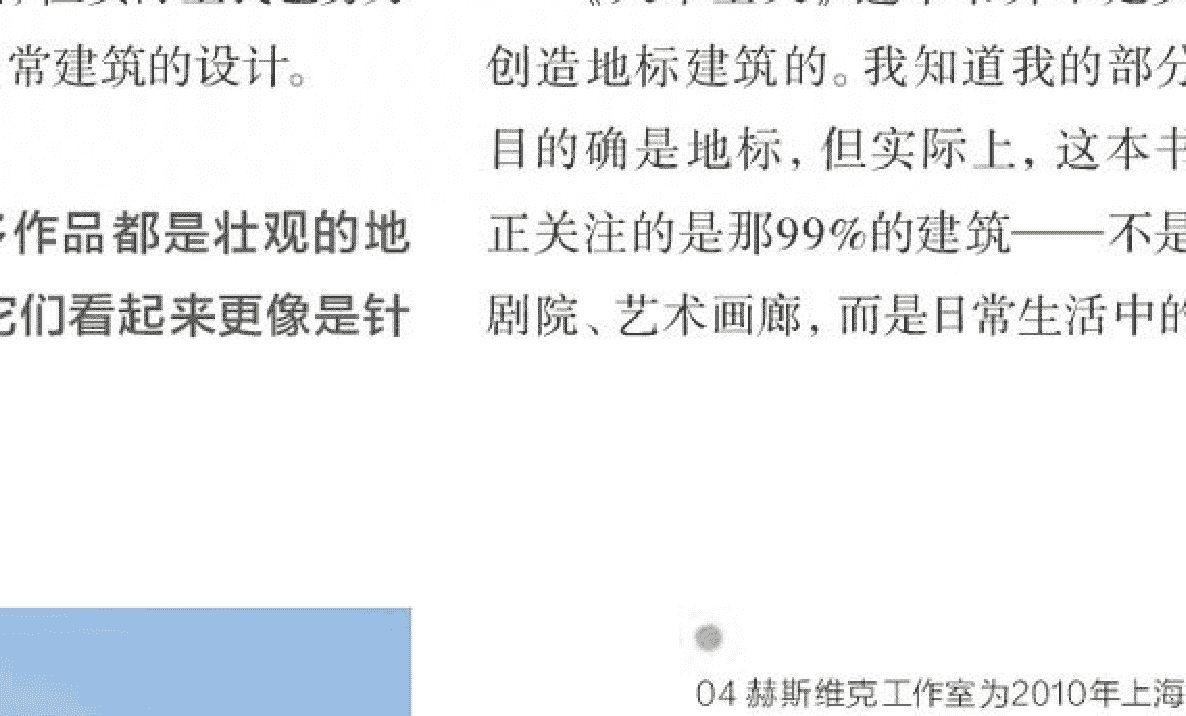 常建筑的设计。
作品都是壮观的地
们看起来更像是针
创造地标建筑的。我知道我的部分
目的确是地标，但实际上，这本书
正关注的是那99%的建筑——不是
剧院、艺术画廊，而是日常生活中的
04 赫斯维克工作室为2010年上海